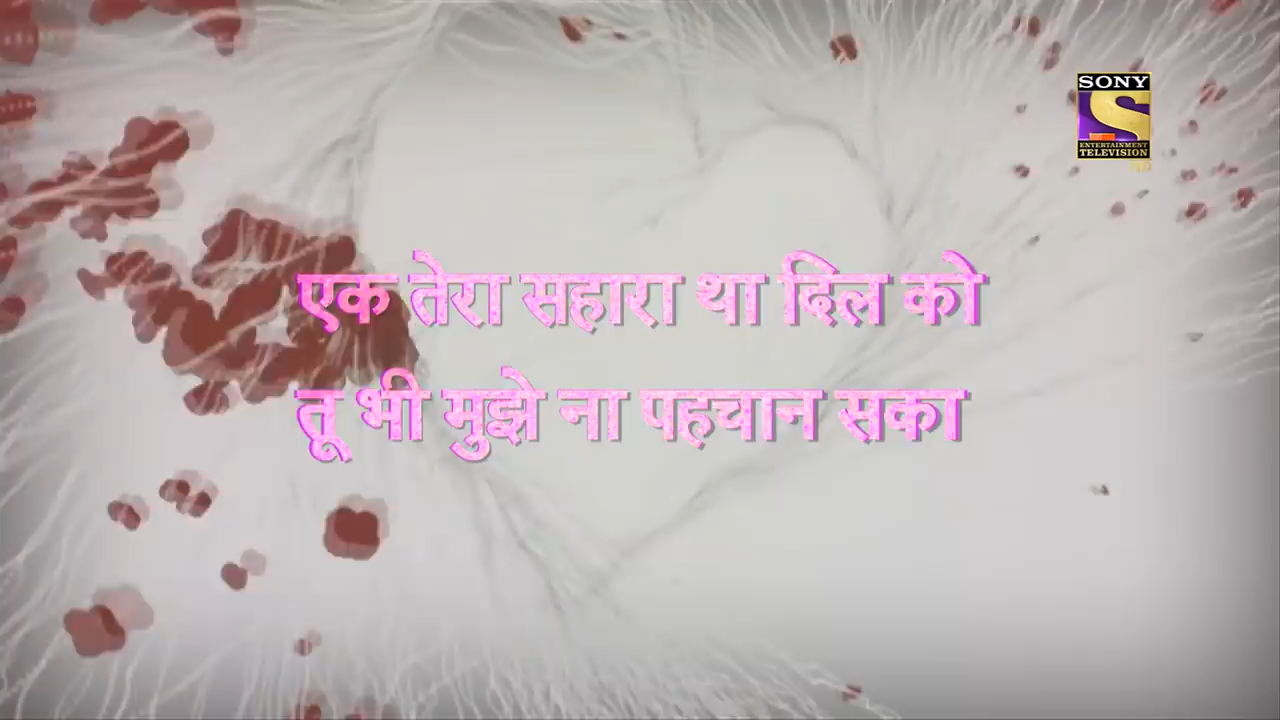 SONY
ENTERTAINMENT
TELEVISION
एक तेरा सहारा था दिल को
तू भी मुझे ना पहचान सका